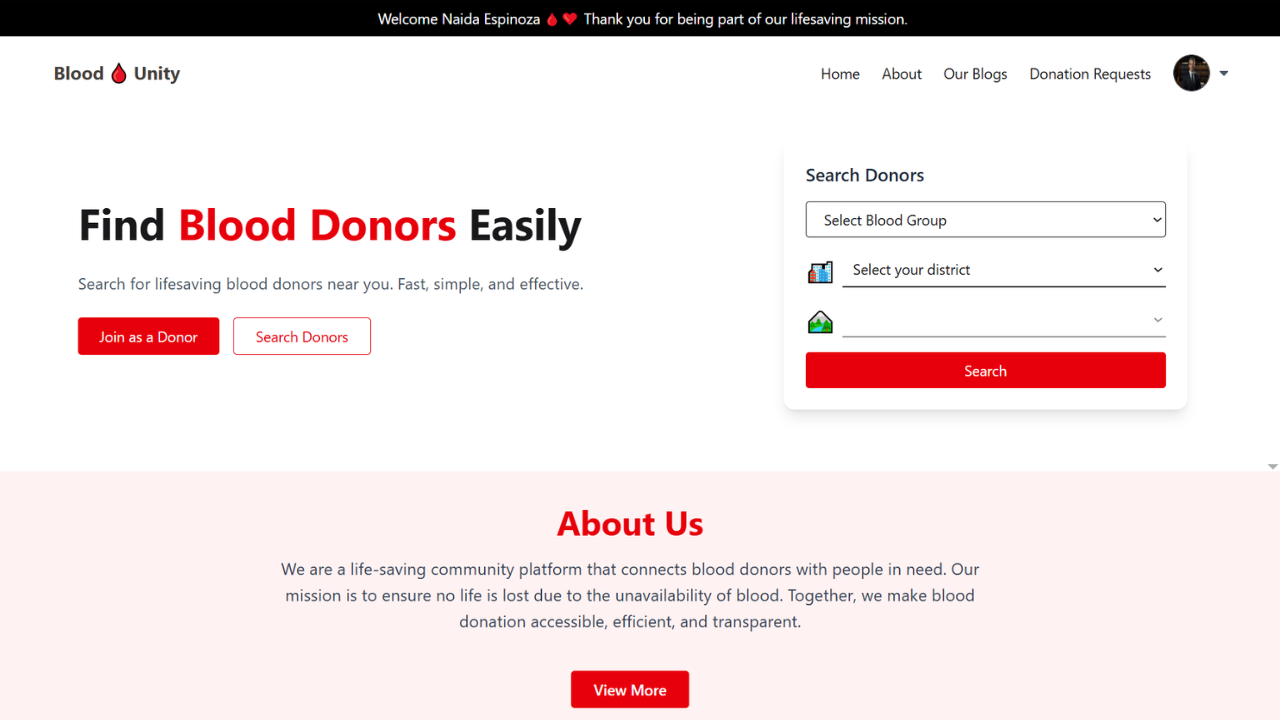 Welcome Naida Espinoza 🩸❤️ Thank you for being part of our lifesaving mission.
Blood 🩸 Unity
Home
About
Our Blogs
Donation Requests
Find Blood Donors Easily
Search for lifesaving blood donors near you. Fast, simple, and effective.
Join as a Donor
Search Donors
Search Donors
Select Blood Group
Select your district
Search
About Us
We are a life-saving community platform that connects blood donors with people in need. Our
mission is to ensure no life is lost due to the unavailability of blood. Together, we make blood
donation accessible, efficient, and transparent.
View More